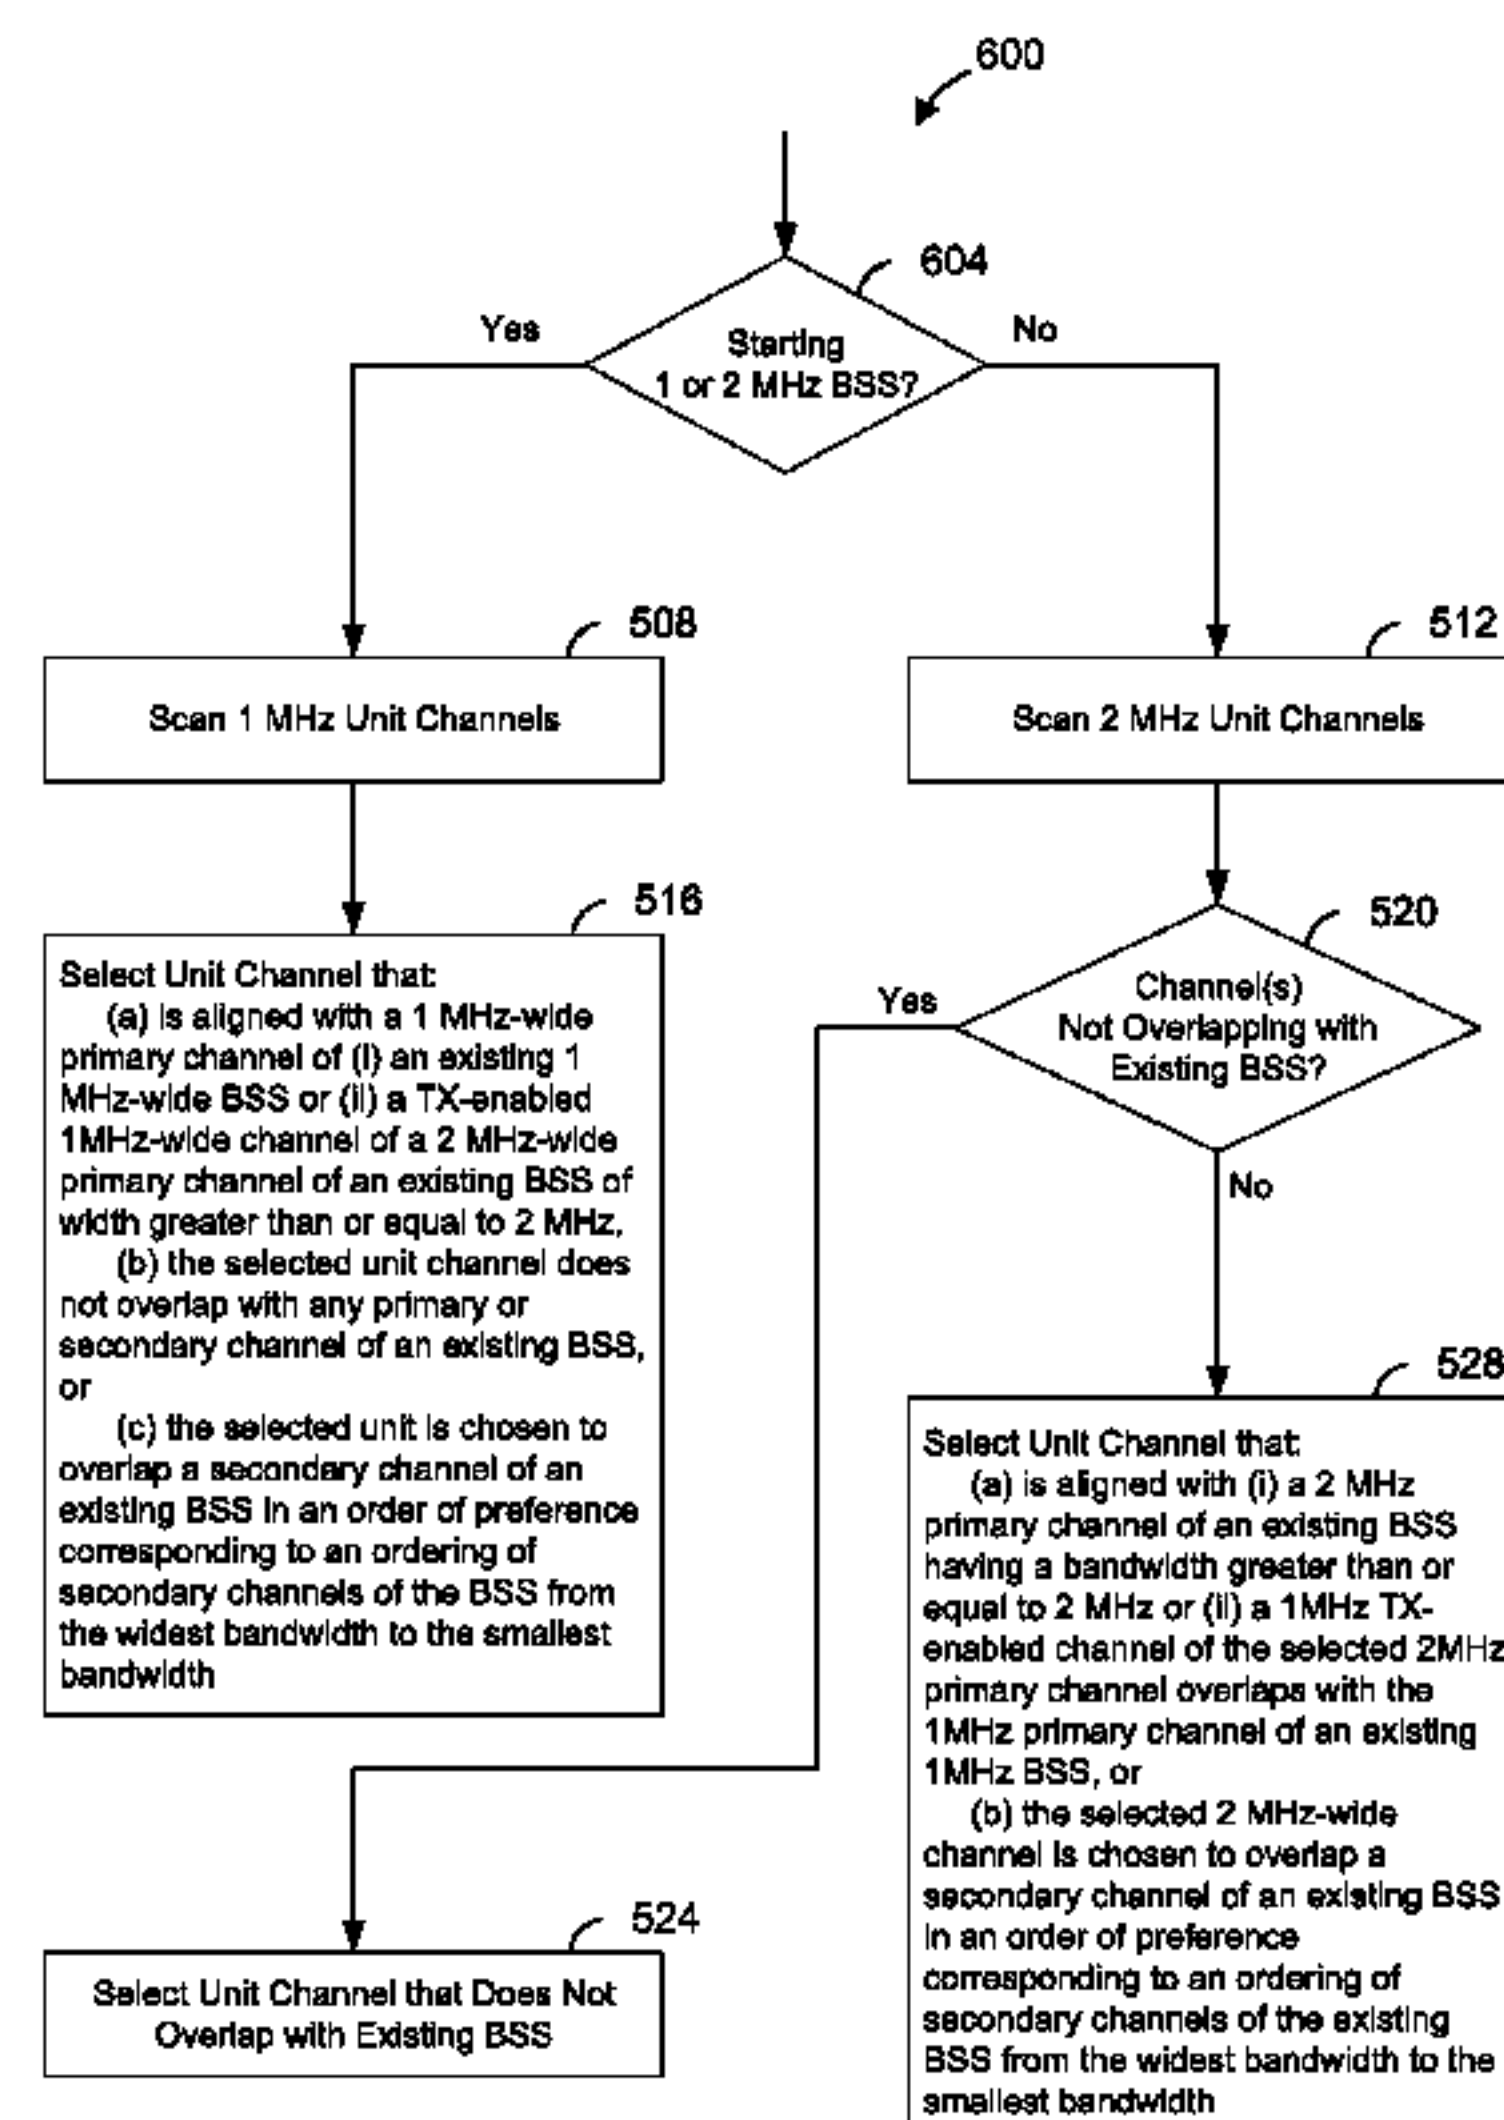 600
604
Yes
Starting
1 or 2 MHz BSS?
No
508
Scan 1 MHz Unit Channels
512
Scan 2 MHz Unit Channels
516
Select Unit Channel that:
(a) is aligned with a 1 MHz-wide
primary channel of (i) an existing 1
MHz-wide BSS or (ii) a TX-enabled
1MHz-wide channel of a 2 MHz-wide
primary channel of an existing BSS of
width greater than or equal to 2 MHz,
(b) the selected unit channel does
not overlap with any primary or
secondary channel of an existing BSS,
or
(c) the selected unit is chosen to
overlap a secondary channel of an
existing BSS in an order of preference
corresponding to an ordering of
secondary channels of the BSS from
the widest bandwidth to the smallest
bandwidth
520
Yes
Channel(s)
Not Overlapping with
Existing BSS?
No
524
Select Unit Channel that Does Not
Overlap with Existing BSS
528
Select Unit Channel that:
(a) is aligned with (i) a 2 MHz
primary channel of an existing BSS
having a bandwidth greater than or
equal to 2 MHz or (ii) a 1MHz TX-
enabled channel of the selected 2MHz
primary channel overlaps with the
1MHz primary channel of an existing
1MHz BSS, or
(b) the selected 2 MHz-wide
channel is chosen to overlap a
secondary channel of an existing BSS
in an order of preference
corresponding to an ordering of
secondary channels of the existing
BSS from the widest bandwidth to the
smallest bandwidth